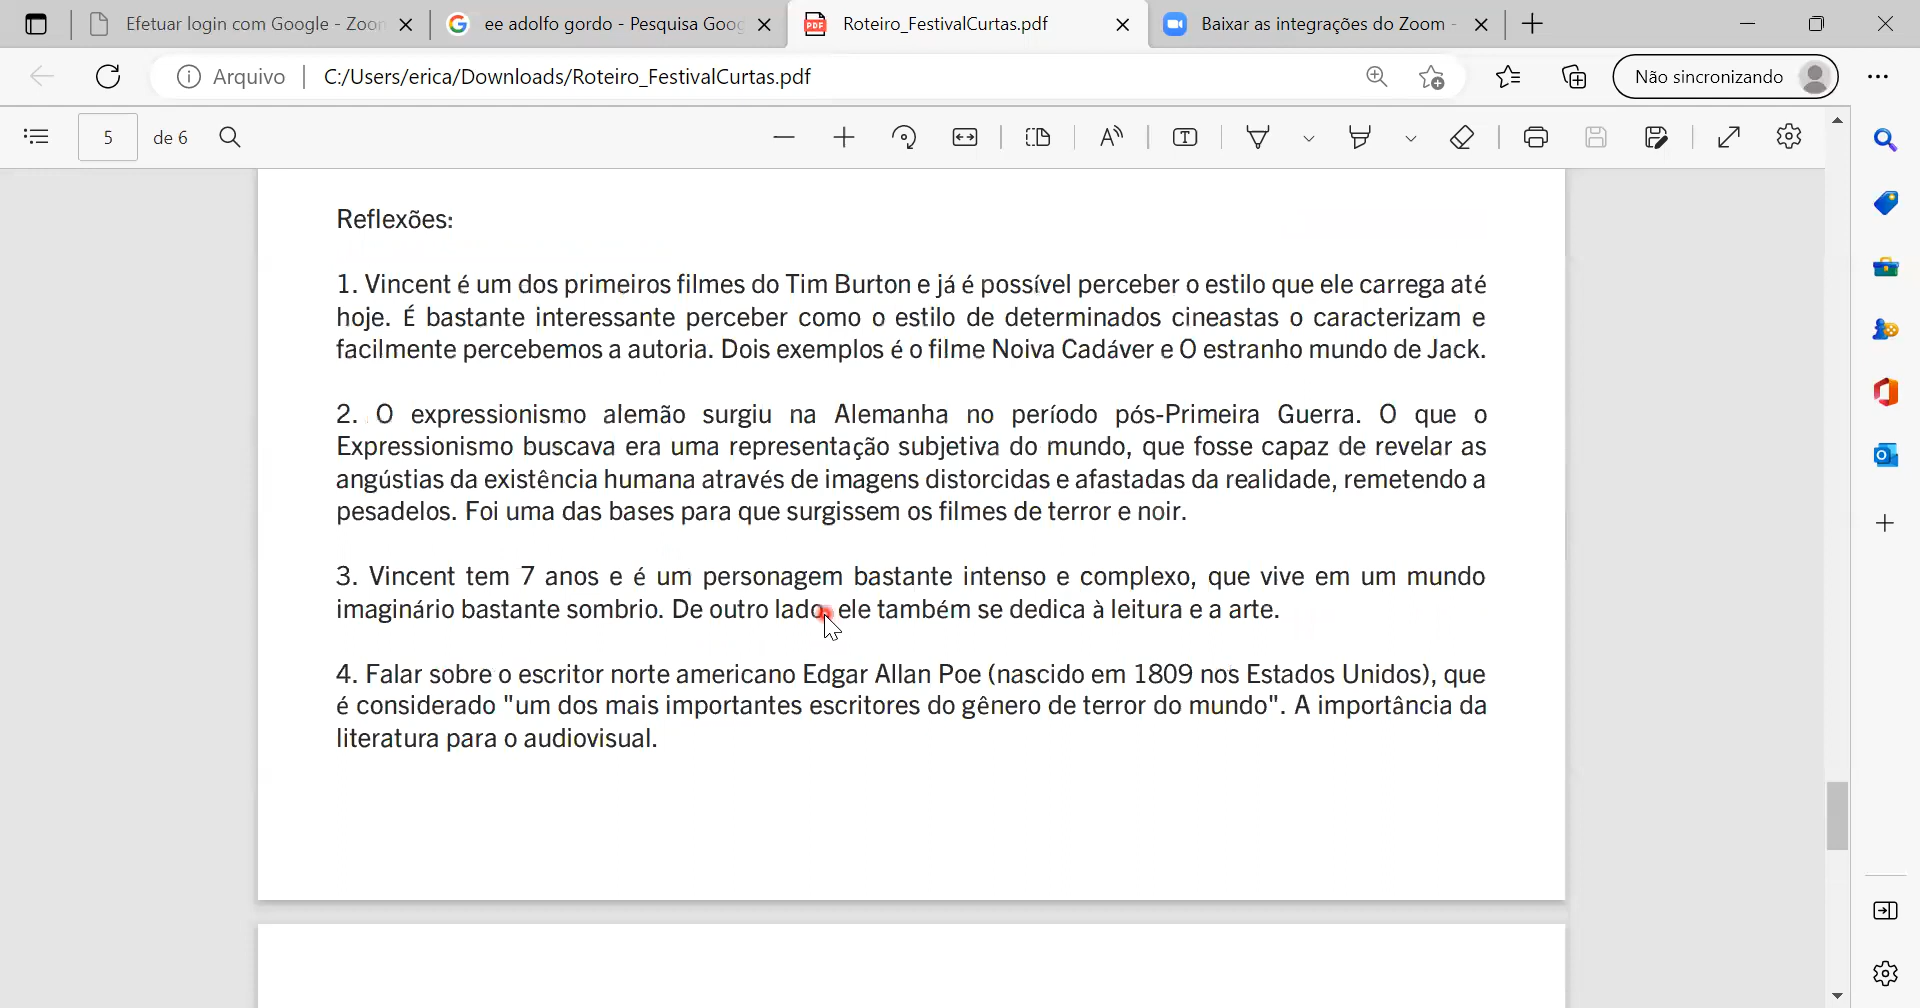 Efetuar login com Google - Zoo
ee adolfo gordo - Pesquisa Goog
Roteiro_FestivalCurtas.pdf
Baixar as integrações do Zoom -
Arquivo
C:/Users/erica/Downloads/Roteiro_FestivalCurtas.pdf
Não sincronizando
5 de 6
Reflexões:
1. Vincent é um dos primeiros filmes do Tim Burton e já é possível perceber o estilo que ele carrega até
hoje. É bastante interessante perceber como o estilo de determinados cineastas o caracterizam e
facilmente percebemos a autoria. Dois exemplos é o filme Noiva Cadáver e O estranho mundo de Jack.
2. O expressionismo alemão surgiu na Alemanha no período pós-Primeira Guerra. O que o
Expressionismo buscava era uma representação subjetiva do mundo, que fosse capaz de revelar as
angústias da existência humana através de imagens distorcidas e afastadas da realidade, remetendo a
pesadelos. Foi uma das bases para que surgissem os filmes de terror e noir.
3. Vincent tem 7 anos e é um personagem bastante intenso e complexo, que vive em um mundo
imaginário bastante sombrio. De outro lado, ele também se dedica à leitura e a arte.
4. Falar sobre o escritor norte americano Edgar Allan Poe (nascido em 1809 nos Estados Unidos), que
é considerado "um dos mais importantes escritores do gênero de terror do mundo". A importância da
literatura para o audiovisual.